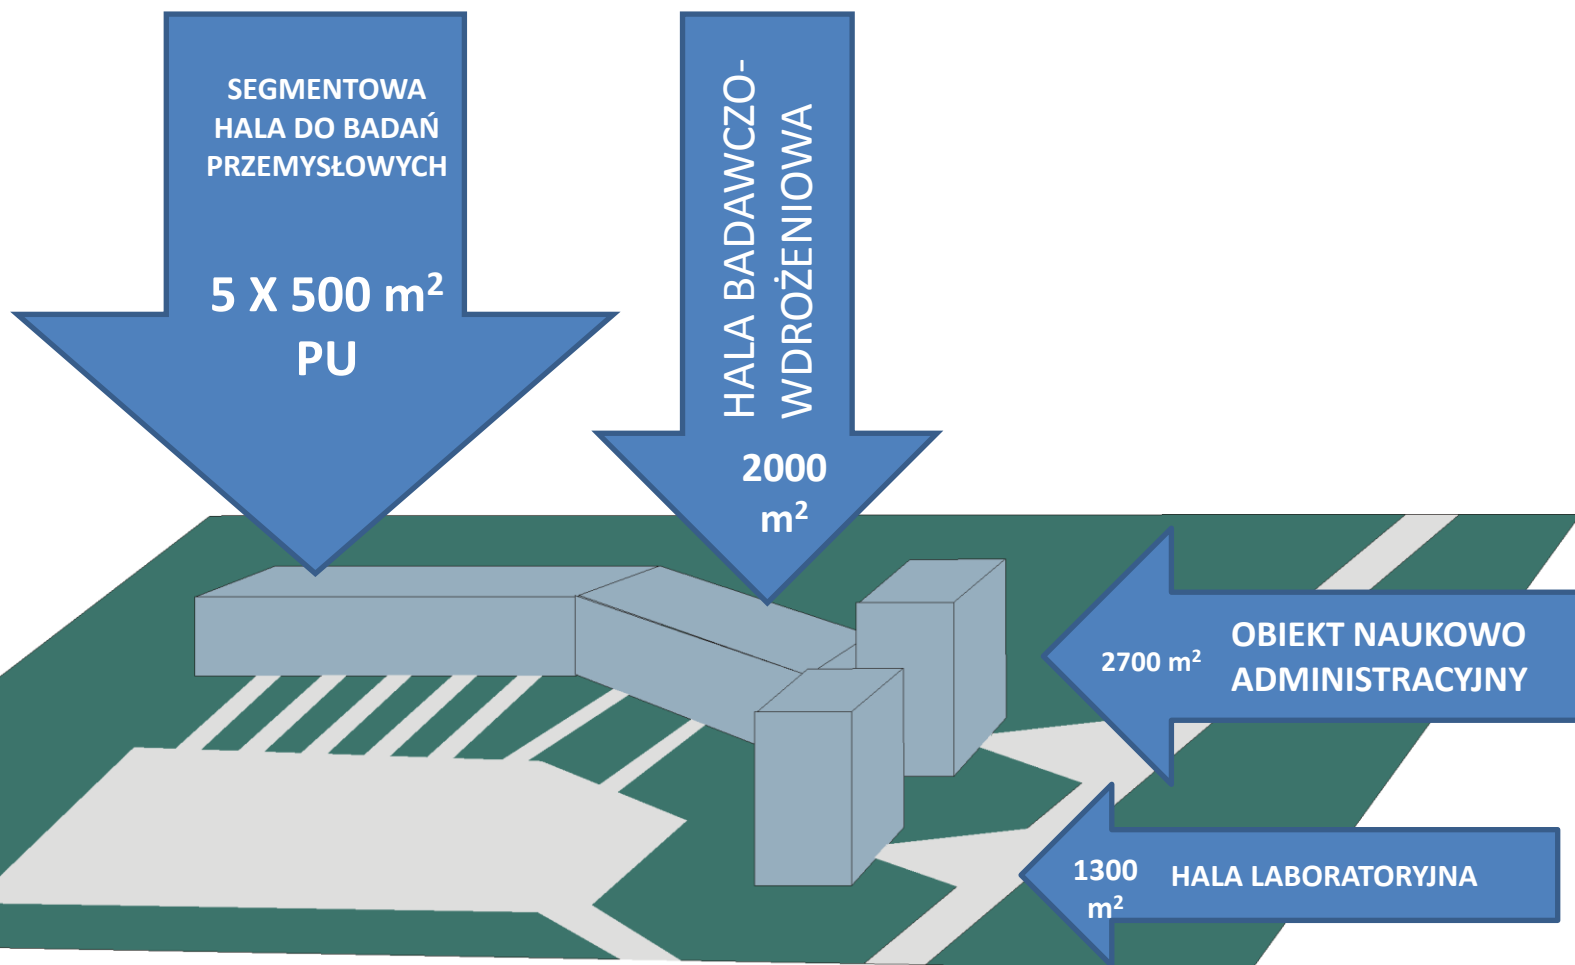 SEGMENTOWA
HALA DO BADAŃ
PRZEMYSŁOWYCH
5 X 500 m²
PU
HALA BADAWCZO-
WDROŻENIOWA
2000
m²
2700 m²
OBIEKT NAUKOWO
ADMINISTRACYJNY
1300
m²
HALA LABORATORYJNA